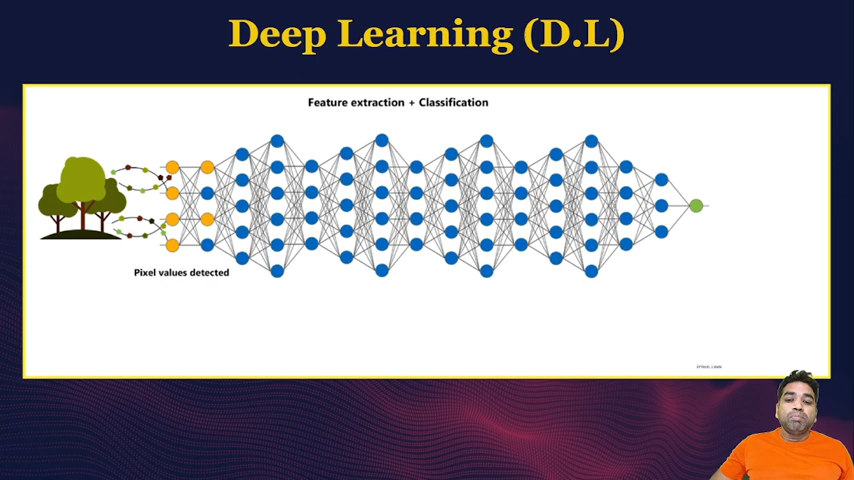 Deep Learning (D.L)
Feature extraction + Classification
Pixel values detected